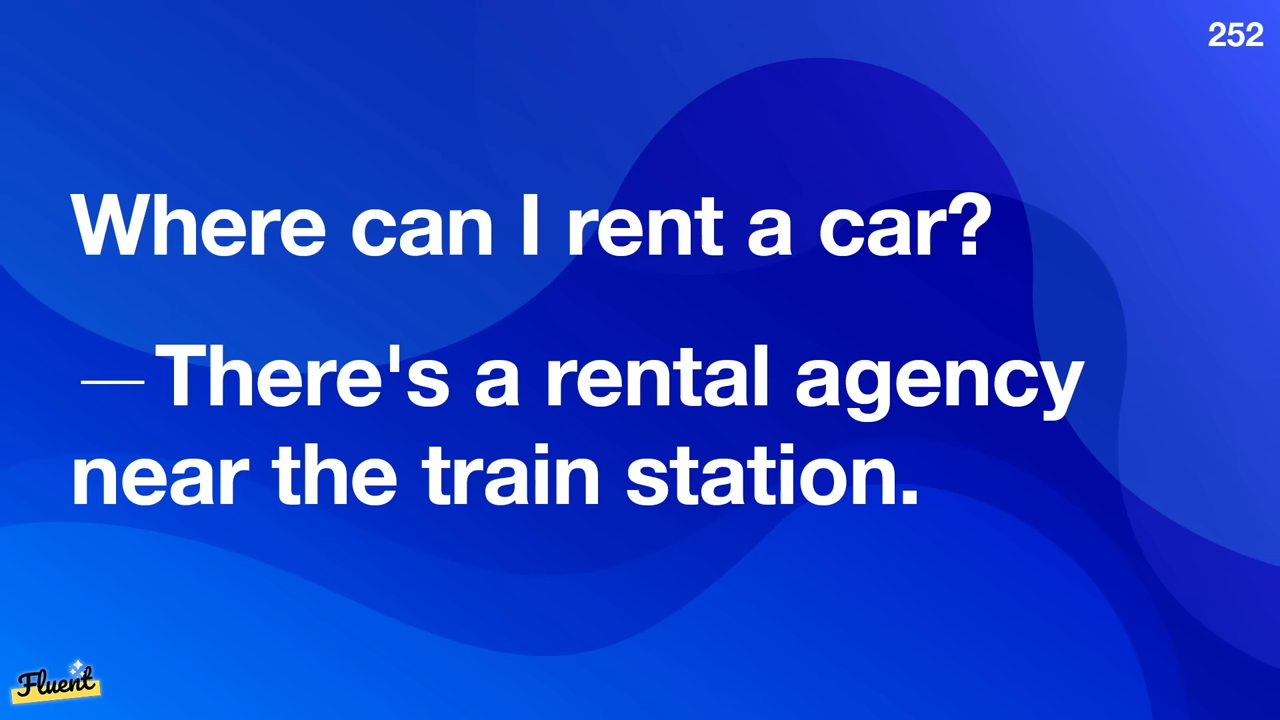 252
Where can I rent a car?
— There's a rental agency
near the train station.
Fluent